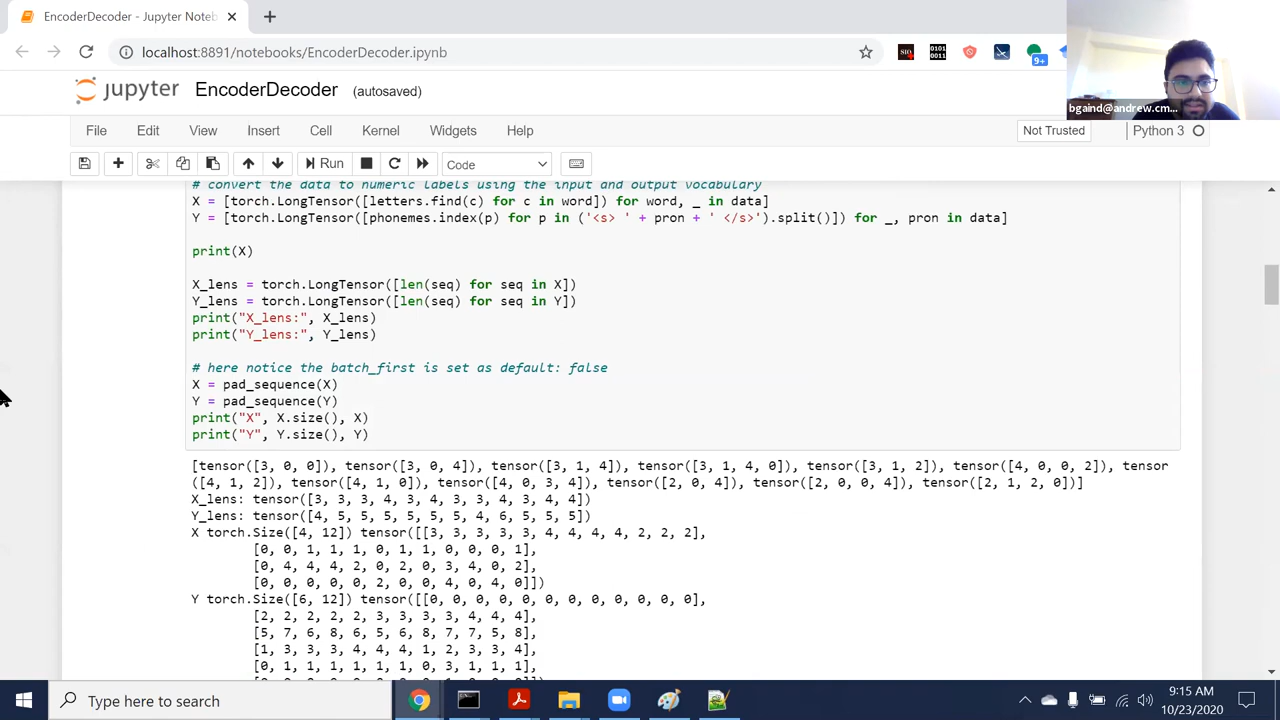 EncoderDecoder - Jupyter Noteb
localhost:8891/notebooks/EncoderDecoder.ipynb
SIO
0101
0011
9+
bgaind@andrew.cm...
jupyter
EncoderDecoder
(autosaved)
File
Edit
View
Insert
Cell
Kernel
Widgets
Help
Not Trusted
Python 3
Run
Code
# convert the data to numeric labels using the input and output vocabulary
X = [torch.LongTensor([letters.find(c) for c in word]) for word, _ in data]
Y = [torch.LongTensor([phonemes.index(p) for p in ('<s> ' + pron + ' </s>').split()]) for _, pron in data]
print(X)
X_lens = torch.LongTensor([len(seq) for seq in X])
Y_lens = torch.LongTensor([len(seq) for seq in Y])
print("X_lens:", X_lens)
print("Y_lens:", Y_lens)
# here notice the batch_first is set as default: false
X = pad_sequence(X)
Y = pad_sequence(Y)
print("X", X.size(), X)
print("Y", Y.size(), Y)
[tensor([3, 0, 0]), tensor([3, 0, 4]), tensor([3, 1, 4]), tensor([3, 1, 4, 0]), tensor([3, 1, 2]), tensor([4, 0, 0, 2]), tensor
([4, 1, 2]), tensor([4, 1, 0]), tensor([4, 0, 3, 4]), tensor([2, 0, 4]), tensor([2, 0, 0, 4]), tensor([2, 1, 2, 0])]
X_lens: tensor([3, 3, 3, 4, 3, 4, 3, 3, 4, 3, 4, 4])
Y_lens: tensor([4, 5, 5, 5, 5, 5, 5, 4, 6, 5, 5, 5])
X torch.Size([4, 12]) tensor([[3, 3, 3, 3, 3, 4, 4, 4, 4, 2, 2, 2],
[0, 0, 1, 1, 1, 0, 1, 1, 0, 0, 0, 1],
[0, 4, 4, 4, 2, 0, 2, 0, 3, 4, 0, 2],
[0, 0, 0, 0, 0, 2, 0, 0, 4, 0, 4, 0]])
Y torch.Size([6, 12]) tensor([[0, 0, 0, 0, 0, 0, 0, 0, 0, 0, 0, 0],
[2, 2, 2, 2, 2, 3, 3, 3, 3, 4, 4, 4],
[5, 7, 6, 8, 6, 5, 6, 8, 7, 7, 5, 8],
[1, 3, 3, 3, 4, 4, 4, 1, 2, 3, 3, 4],
[0, 1, 1, 1, 1, 1, 1, 0, 3, 1, 1, 1],
Type here to search
9:15 AM
10/23/2020